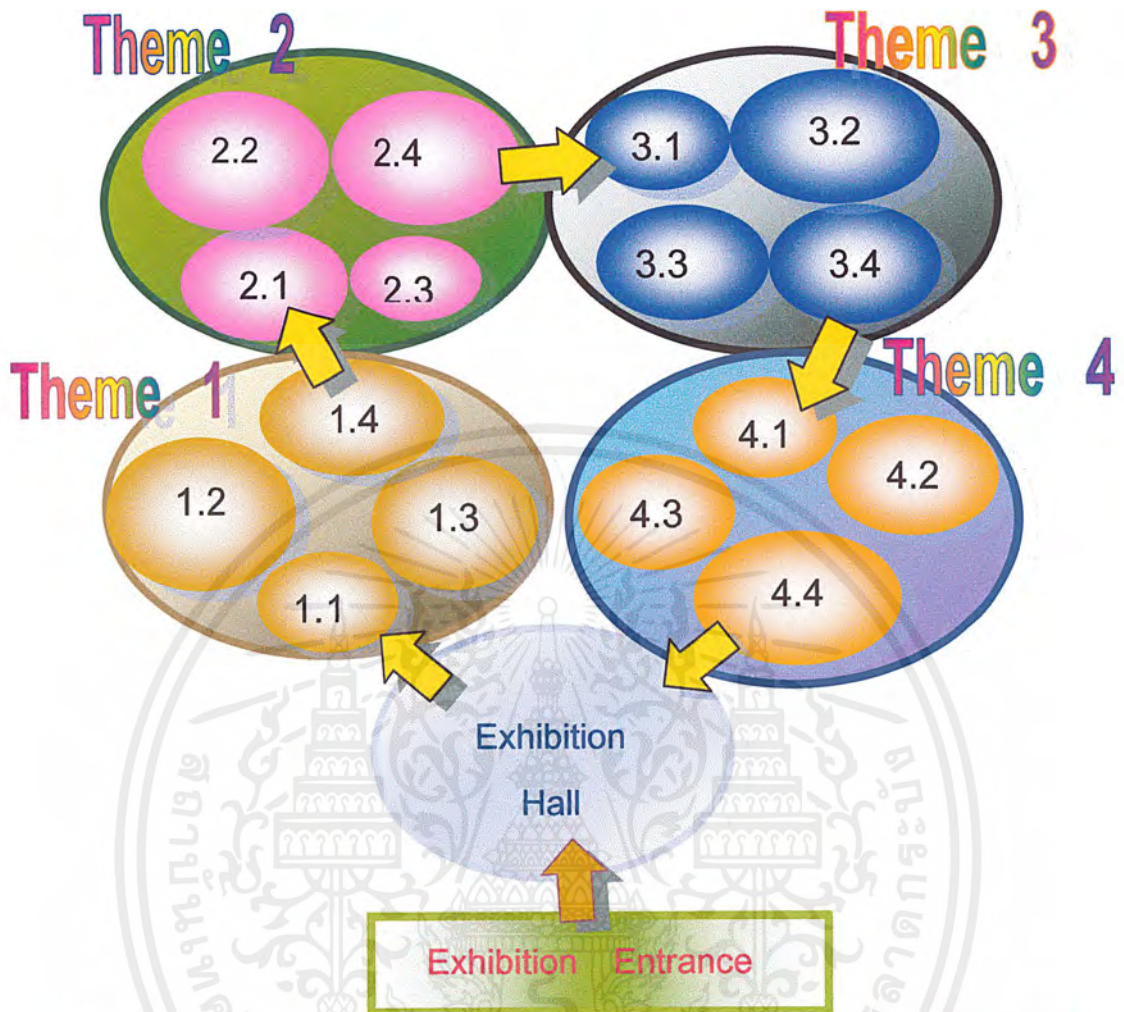 Theme 2
Theme 3
2.2
2.4
3.1
3.2
2.1
2.3
3.3
3.4
Theme 1
Theme 4
1.4
4.1
4.2
1.2
1.3
4.3
1.1
4.4
Exhibition
Hall
Exhibition Entrance